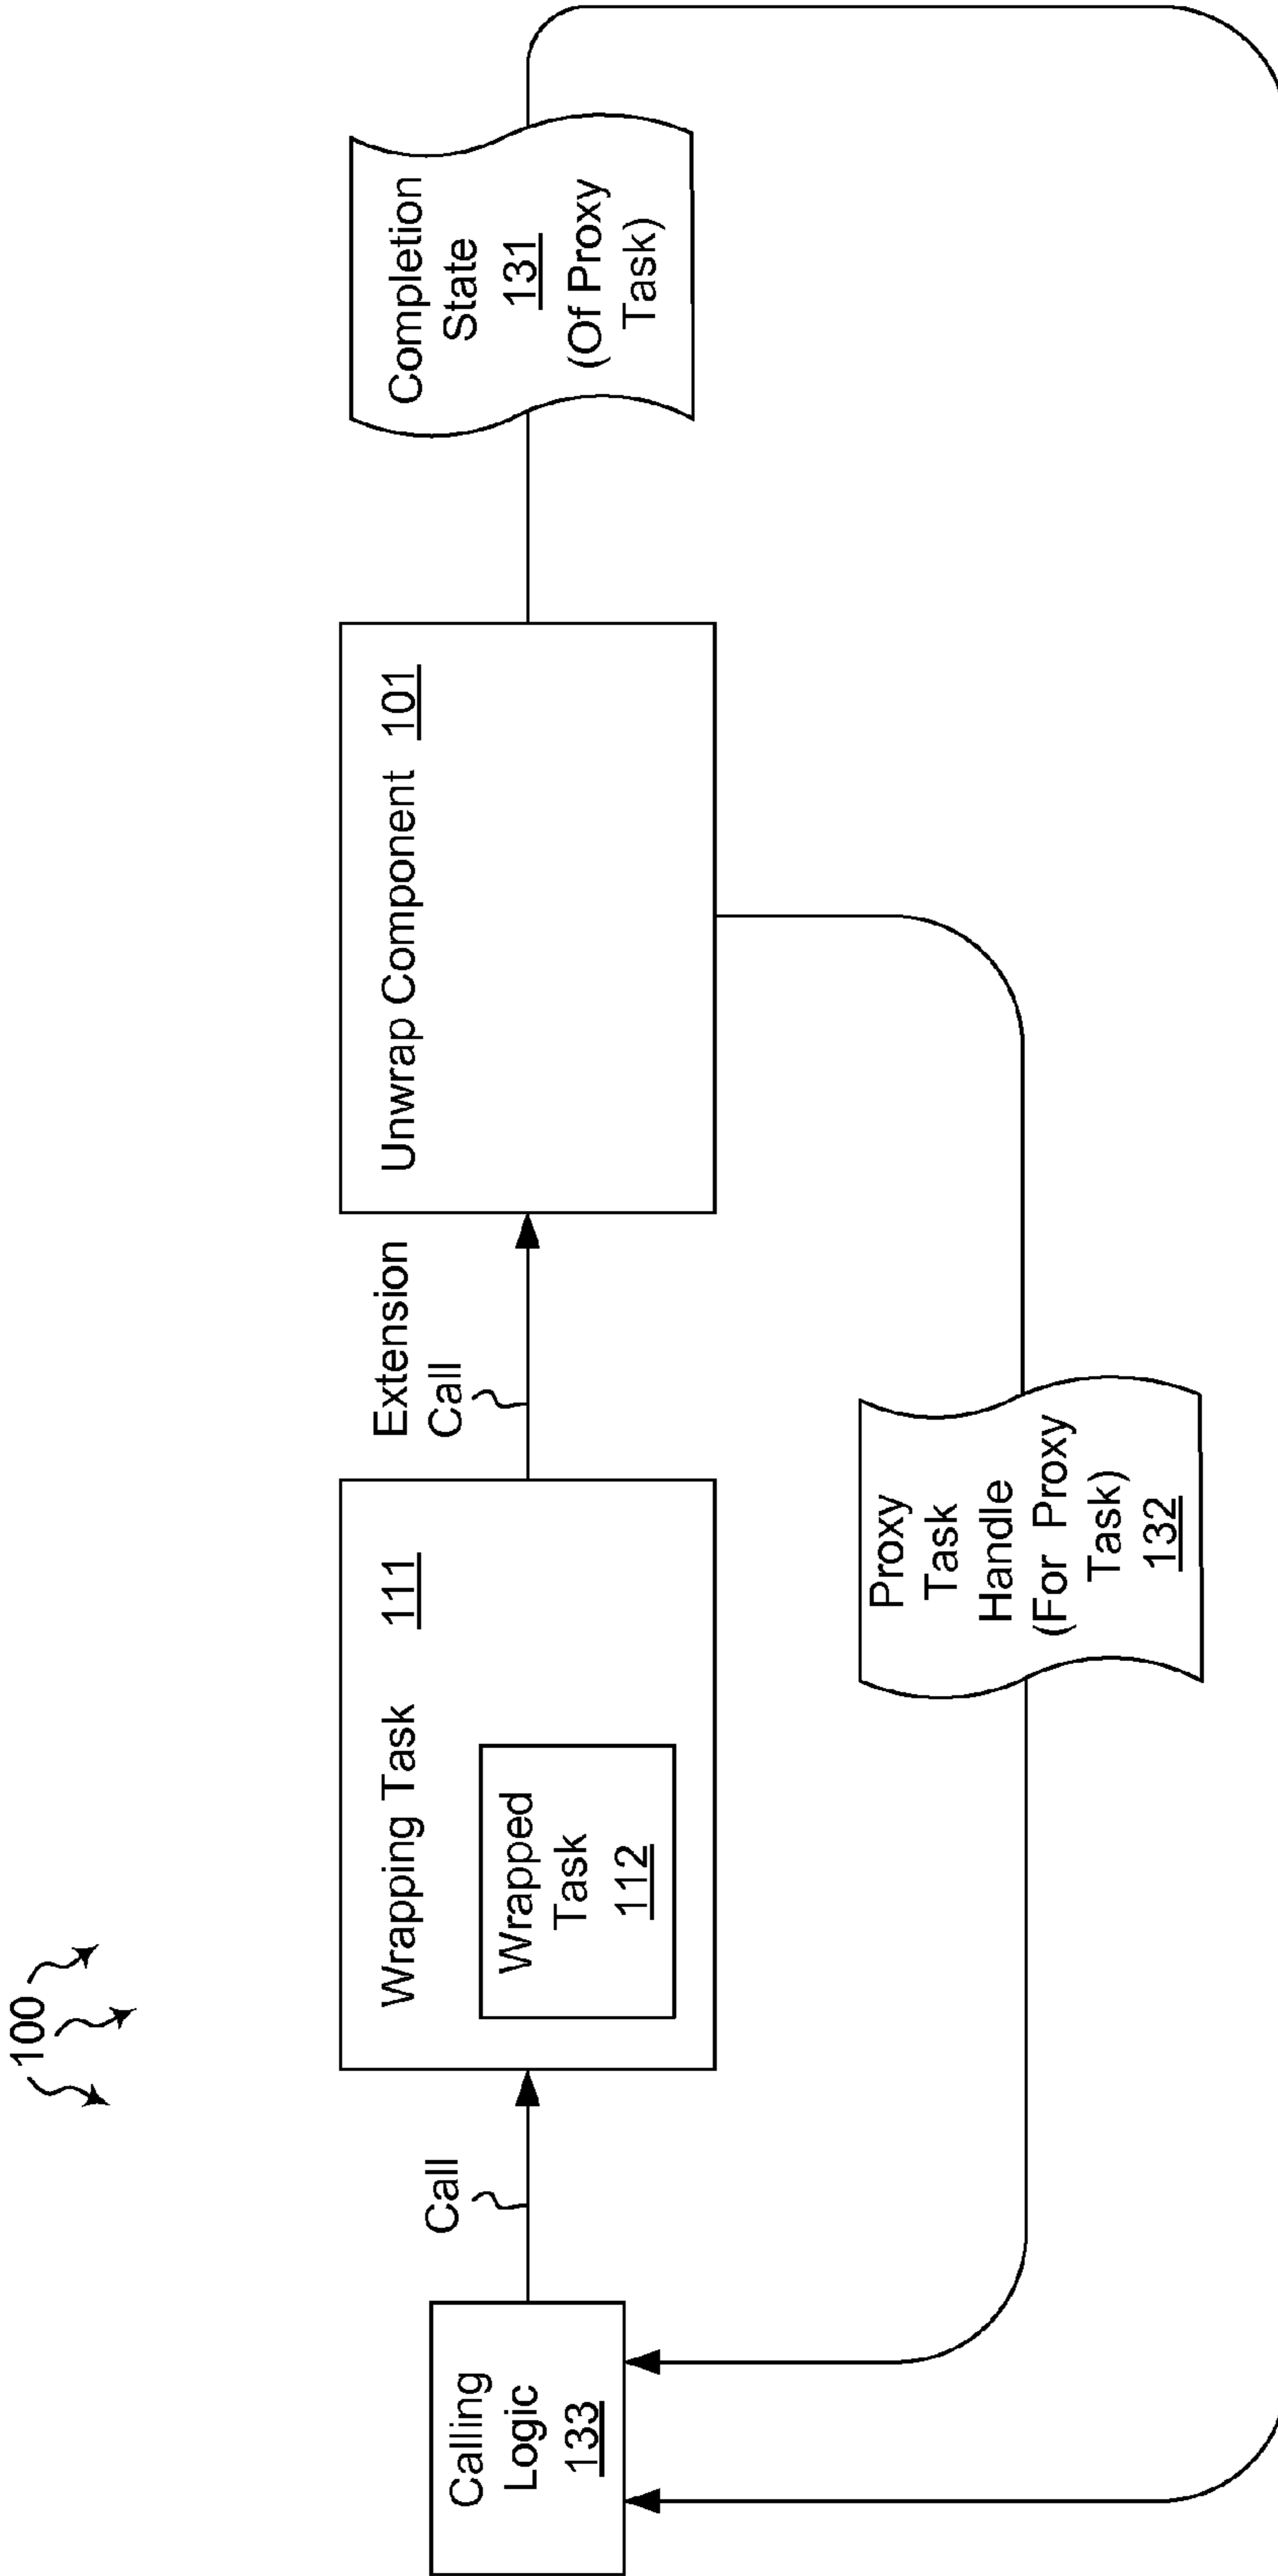 100
Calling
Logic
133
Call
Wrapping Task 111
Wrapped
Task
112
Extension
Call
Unwrap Component 101
Completion
State
131
(Of Proxy
Task)
Proxy
Task
Handle
(For Proxy
Task)
132